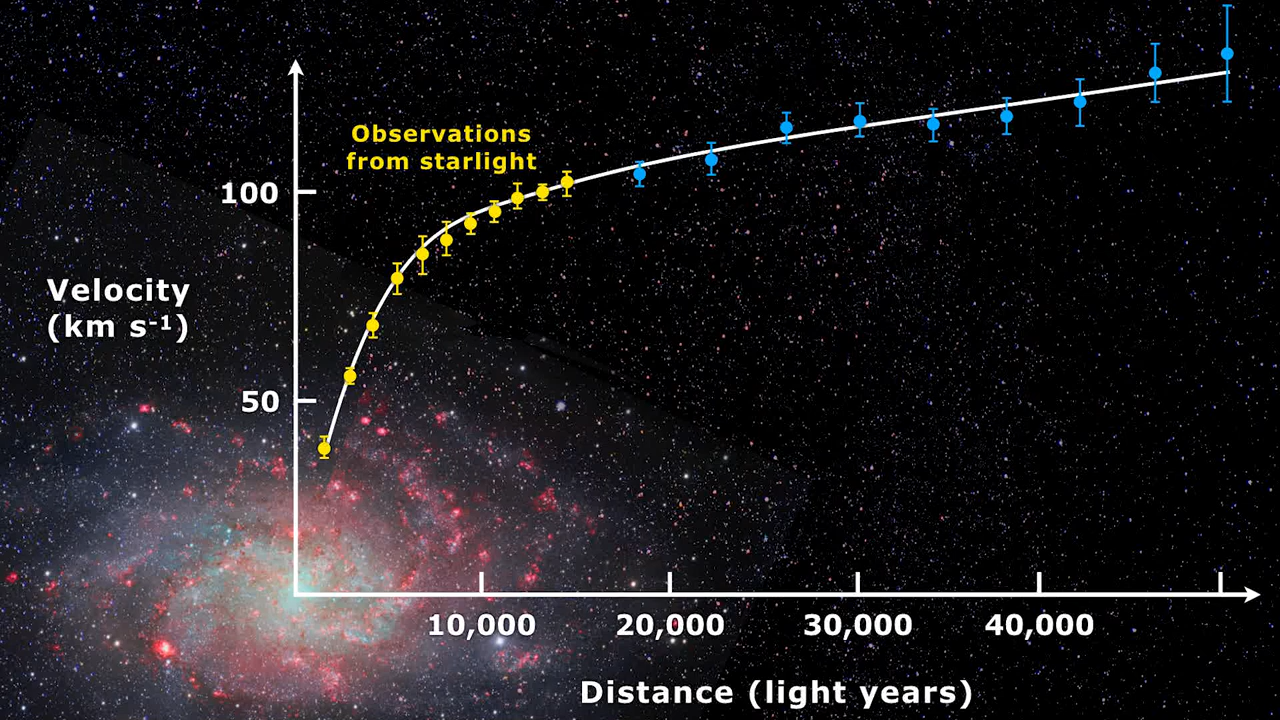 Observations
from starlight
100
Velocity
(km s-1)
50
10,000 20,000 30,000 40,000
Distance (light years)